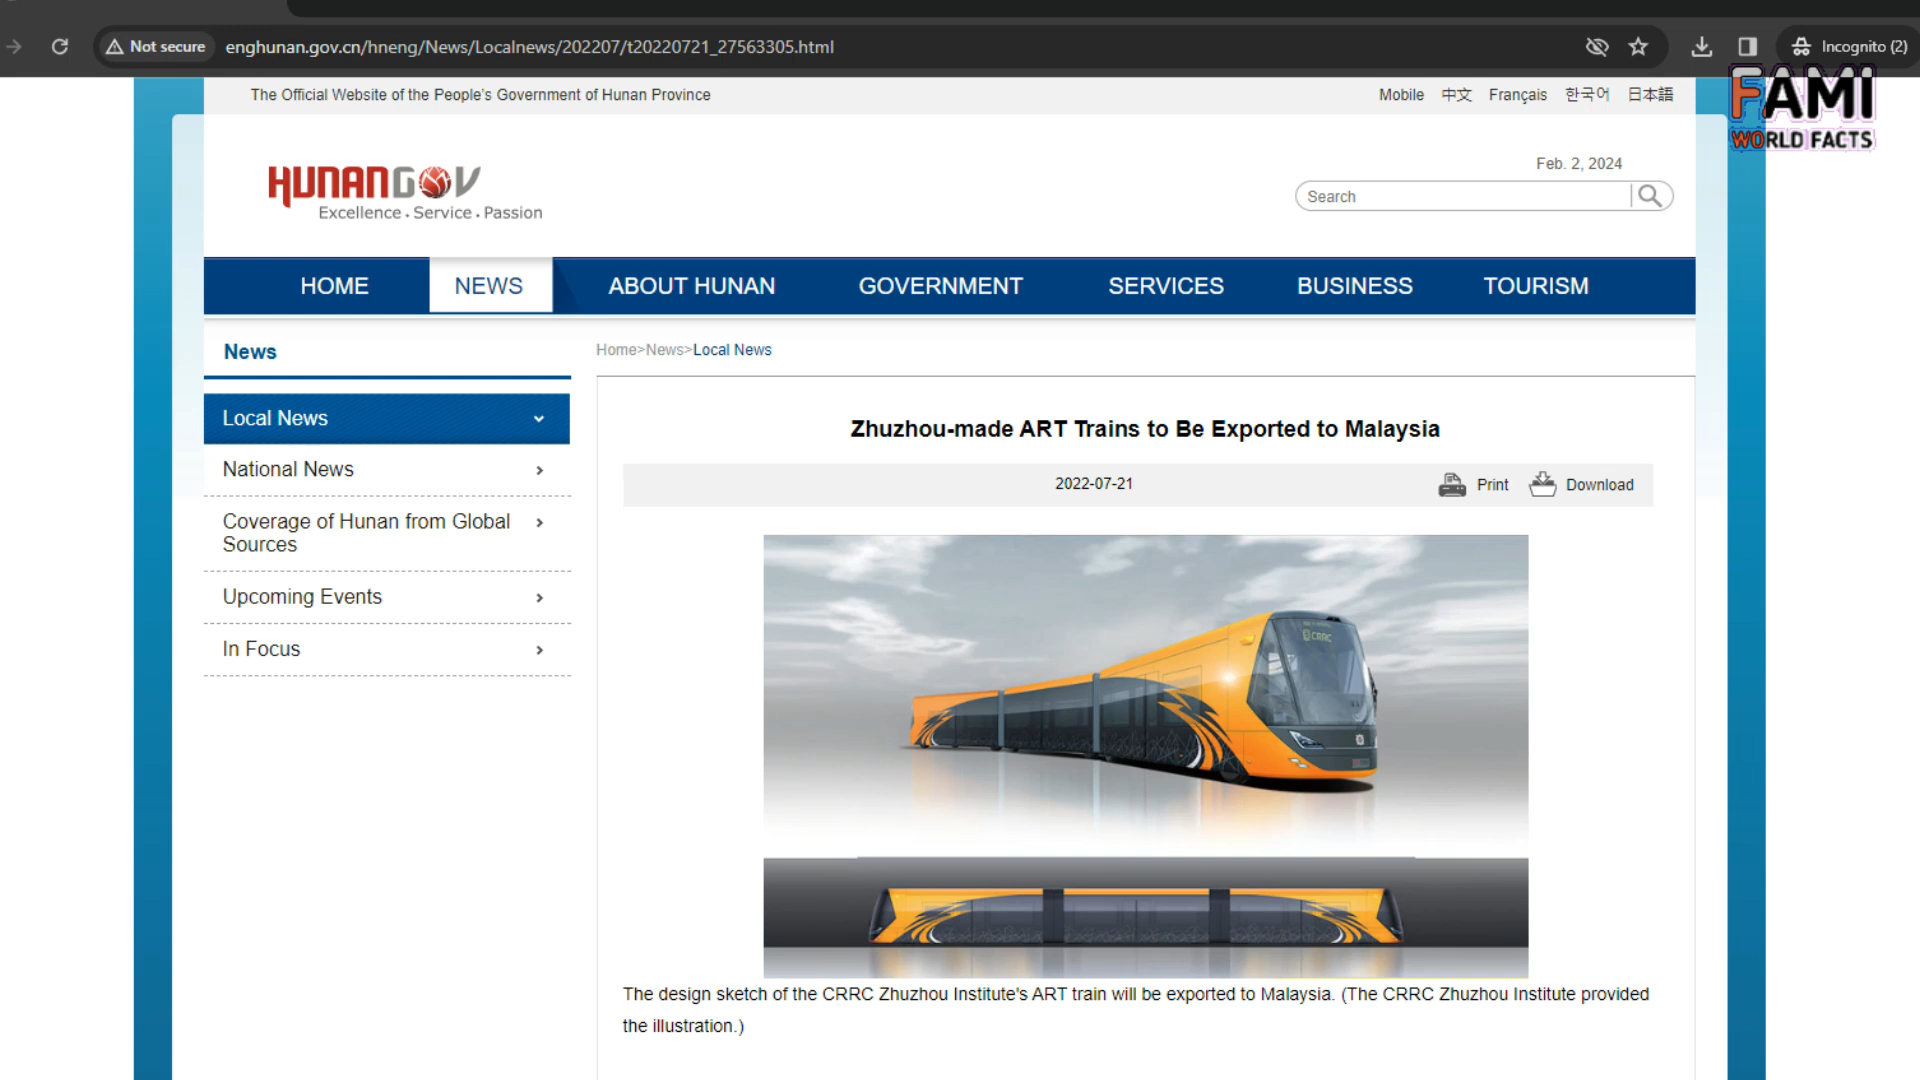 Not secure
enghunan.gov.cn/hneng/News/Localnews/202207/t20220721_27563305.html
Incognito (2)
FAMI
WORLD FACTS
The Official Website of the People's Government of Hunan Province
Mobile 中文 Français 한국어 日本語
HUNANGOV
Excellence . Service . Passion
Feb. 2, 2024
Search
HOME NEWS ABOUT HUNAN GOVERNMENT SERVICES BUSINESS TOURISM
News
Local News
National News
Coverage of Hunan from Global
Sources
Upcoming Events
In Focus
Home>News>Local News
Zhuzhou-made ART Trains to Be Exported to Malaysia
2022-07-21
Print
Download
CRRC
The design sketch of the CRRC Zhuzhou Institute's ART train will be exported to Malaysia. (The CRRC Zhuzhou Institute provided
the illustration.)